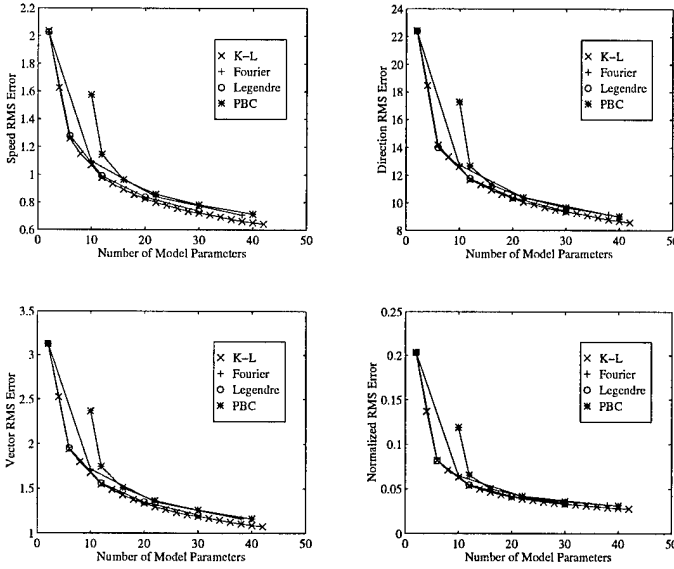 2.2
2
1.8
1.6
1.4
1.2
1
0.8
0.6
Speed RMS Error
0 10 20 30 40 50
Number of Model Parameters
K-L
Fourier
Legendre
PBC
24
22
20
18
16
14
12
10
8
Direction RMS Error
0 10 20 30 40 50
Number of Model Parameters
K-L
Fourier
Legendre
PBC
3.5
3
2.5
2
1.5
1
Vector RMS Error
0 10 20 30 40 50
Number of Model Parameters
K-L
Fourier
Legendre
PBC
0.25
0.2
0.15
0.1
0.05
0
Normalized RMS Error
0 10 20 30 40 50
Number of Model Parameters
K-L
Fourier
Legendre
PBC